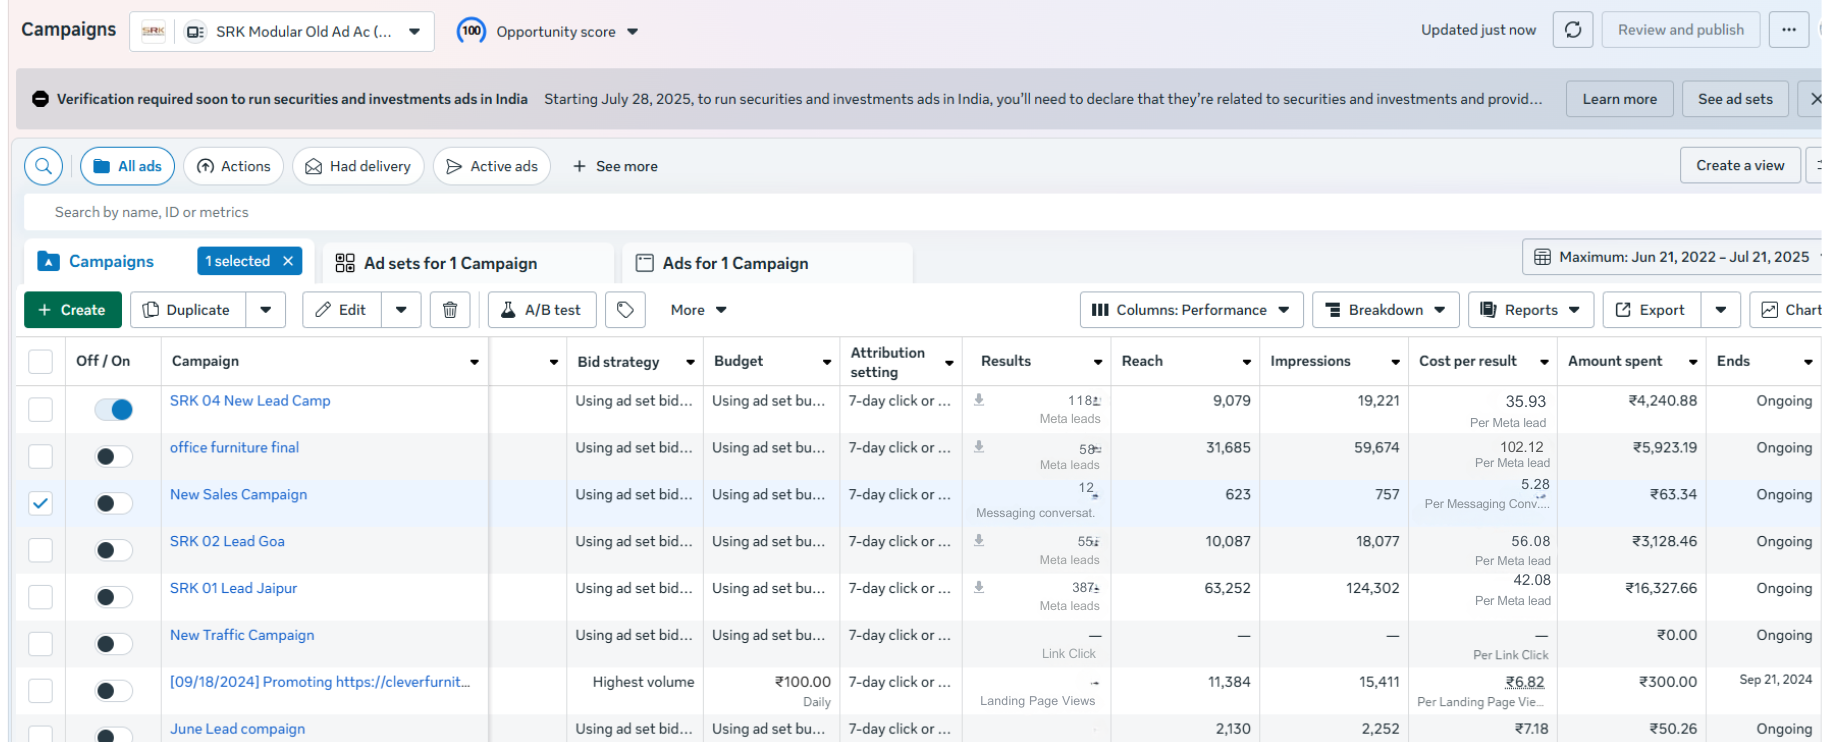 Campaigns
SRK
SRK Modular Old Ad Ac (...
100
Opportunity score
Updated just now
Review and publish
Verification required soon to run securities and investments ads in India
Starting July 28, 2025, to run securities and investments ads in India, you'll need to declare that they're related to securities and investments and provid...
Learn more
See ad sets
All ads
Actions
Had delivery
Active ads
+ See more
Create a view
Search by name, ID or metrics
Campaigns
1 selected
Ad sets for 1 Campaign
Ads for 1 Campaign
Maximum: Jun 21, 2022 – Jul 21, 2025
+ Create
Duplicate
Edit
A/B test
More
Columns: Performance
Breakdown
Reports
Export
Chart
Off / On Campaign Bid strategy Budget Attribution setting Results Reach Impressions Cost per result Amount spent Ends
SRK 04 New Lead Camp Using ad set bid... Using ad set bu... 7-day click or ... 118 9,079 19,221 35.93 ₹4,240.88 Ongoing
Meta leads Per Meta lead
office furniture final Using ad set bid... Using ad set bu... 7-day click or ... 58 31,685 59,674 102.12 ₹5,923.19 Ongoing
Meta leads Per Meta lead
New Sales Campaign Using ad set bid... Using ad set bu... 7-day click or ... 12 623 757 5.28 ₹63.34 Ongoing
Messaging conversat. Per Messaging Conv....
SRK 02 Lead Goa Using ad set bid... Using ad set bu... 7-day click or ... 55 10,087 18,077 56.08 ₹3,128.46 Ongoing
Meta leads Per Meta lead
SRK 01 Lead Jaipur Using ad set bid... Using ad set bu... 7-day click or ... 387 63,252 124,302 42.08 ₹16,327.66 Ongoing
Meta leads Per Meta lead
New Traffic Campaign Using ad set bid... Using ad set bu... 7-day click or ... — — — — ₹0.00 Ongoing
Link Click Per Link Click
[09/18/2024] Promoting https://cleverfurnit... Highest volume ₹100.00 7-day click or ... 11,384 15,411 ₹6.82 ₹300.00 Sep 21, 2024
Daily Landing Page Views Per Landing Page Vie...
June Lead compaign Using ad set bid... Using ad set bu... 7-day click or ... 2,130 2,252 ₹7.18 ₹50.26 Ongoing